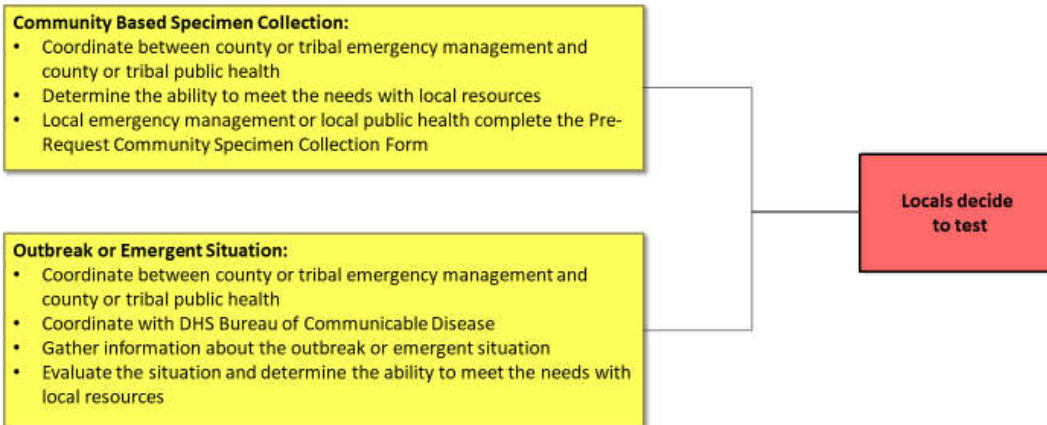 Community Based Specimen Collection:
• Coordinate between county or tribal emergency management and
county or tribal public health
• Determine the ability to meet the needs with local resources
• Local emergency management or local public health complete the Pre-
Request Community Specimen Collection Form
Locals decide
to test
Outbreak or Emergent Situation:
• Coordinate between county or tribal emergency management and
county or tribal public health
• Coordinate with DHS Bureau of Communicable Disease
• Gather information about the outbreak or emergent situation
• Evaluate the situation and determine the ability to meet the needs with
local resources